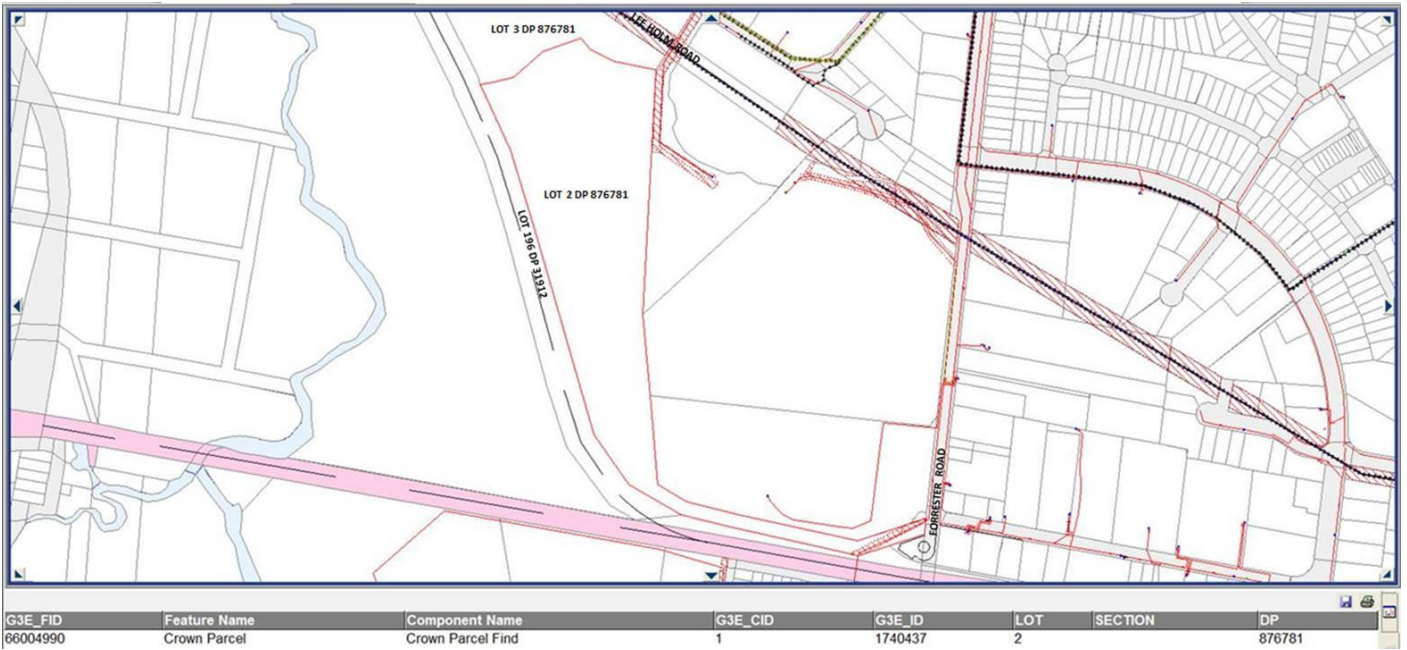 LOT 3 DP 876781
LEE HOLM ROAD
LOT 2 DP 876781
LOT 196 DP 31912
FORRESTER ROAD
G3E_FID Feature Name Component Name G3E_CID G3E_ID LOT SECTION DP
66004990 Crown Parcel Crown Parcel Find 1 1740437 2 876781